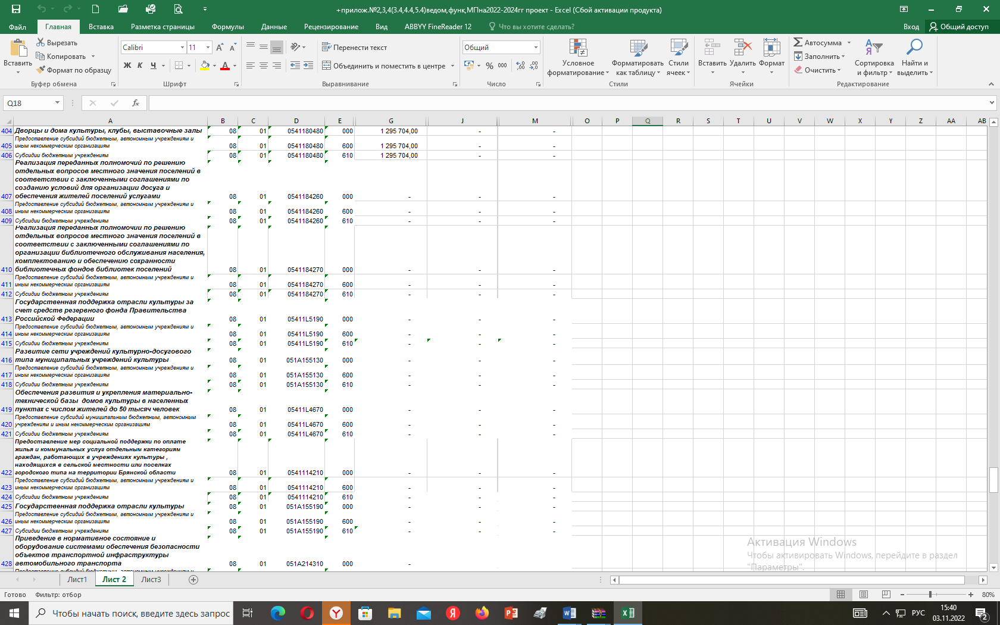 +прилож.№2,3,4(3.4,4.4,5.4)ведом,функ,МПна2022-2024гг проект - Excel (Сбой активации продукта)
Файл Главная Вставка Разметка страницы Формулы Данные Рецензирование Вид ABBYY FineReader 12 Что вы хотите сделать? Вход Общий доступ
Вставить
Вырезать
Копировать
Формат по образцу
Буфер обмена
Calibri 11
Ж К Ч А
Шрифт
Перенести текст
Объединить и поместить в центре
Выравнивание
Общий
% 000
Число
Условное форматирование
Форматировать как таблицу
Стили ячеек
Стили
Вставить Удалить Формат
Ячейки
Автосумма
Заполнить
Очистить
Сортировка и фильтр
Найти и выделить
Редактирование
Q18 fx
A B C D E G J M O P Q R S T U V W X Y Z AA AB
404 Дворцы и дома культуры, клубы, выставочные залы 08 01 0541180480 000 1 295 704,00 - -
Предоставление субсидий бюджетным, автономным учреждениям и
405 иным некоммерческим организациям 08 01 0541180480 600 1 295 704,00 - -
406 Субсидии бюджетным учреждениям 08 01 0541180480 610 1 295 704,00 - -
Реализация переданных полномочий по решению
отдельных вопросов местного значения поселений в
соответствии с заключенными соглашениями по
созданию условий для организации досуга и
407 обеспечения жителей поселений услугами 08 01 0541184260 000 - - -
Предоставление субсидий бюджетным, автономным учреждениям и
408 иным некоммерческим организациям 08 01 0541184260 600 - - -
409 Субсидии бюджетным учреждениям 08 01 0541184260 610 - - -
Реализация переданных полномочий по решению
отдельных вопросов местного значения поселений в
соответствии с заключенными соглашениями по
организации библиотечного обслуживания населения,
комплектованию и обеспечению сохранности
410 библиотечных фондов библиотек поселений 08 01 0541184270 000 - - -
Предоставление субсидий бюджетным, автономным учреждениям и
411 иным некоммерческим организациям 08 01 0541184270 600 - - -
412 Субсидии бюджетным учреждениям 08 01 0541184270 610 - - -
Государственная поддержка отрасли культуры за
счет средств резервного фонда Правительства
413 Российской Федерации 08 01 05411L5190 000 - - -
Предоставление субсидий бюджетным, автономным учреждениям и
414 иным некоммерческим организациям 08 01 05411L5190 600 - - -
415 Субсидии бюджетным учреждениям 08 01 05411L5190 610 - - -
Развитие сети учреждений культурно-досугового
416 типа муниципальных учреждений культуры 08 01 051A155130 000 - - -
Предоставление субсидий бюджетным, автономным учреждениям и
417 иным некоммерческим организациям 08 01 051A155130 600 - - -
418 Субсидии бюджетным учреждениям 08 01 051A155130 610 - - -
Обеспечения развития и укрепления материально-
технической базы домов культуры в населенных
419 пунктах с числом жителей до 50 тысяч человек 08 01 05411L4670 000 - - -
Предоставление субсидий муниципальным бюджетным, автономным
420 учреждениям и иным некоммерческим организациям 08 01 05411L4670 600 - - -
421 Субсидии бюджетным учреждениям 08 01 05411L4670 610 - - -
Предоставление мер социальной поддержки по оплате
жилья и коммунальных услуг отдельным категориям
граждан, работающих в учреждениях культуры ,
находящихся в сельской местности или поселках
422 городского типа на территории Брянской области 08 01 0541114210 000 - - -
Предоставление субсидий бюджетным, автономным учреждениям и
423 иным некоммерческим организациям 08 01 0541114210 600 - - -
424 Субсидии бюджетным учреждениям 08 01 0541114210 610 - - -
425 Государственная поддержка отрасли культуры 08 01 051A155190 000 - - -
Предоставление субсидий бюджетным, автономным учреждениям и
426 иным некоммерческим организациям 08 01 051A155190 600 - - -
427 Субсидии бюджетным учреждениям 08 01 051A155190 610 - - -
Приведение в нормативное состояние и
оборудование системами обеспечения безопасности
объектов транспортной инфраструктуры
428 автомобильного транспорта 08 01 051A214310 000 -
Предоставление субсидий бюджетным, автономным учреждениям и
Активация Windows
Чтобы активировать Windows, перейдите в раздел
"Параметры".
Лист1 Лист 2 Лист3
Готово Фильтр: отбор 80%
Чтобы начать поиск, введите здесь запрос
РУС 15:40
03.11.2022 2